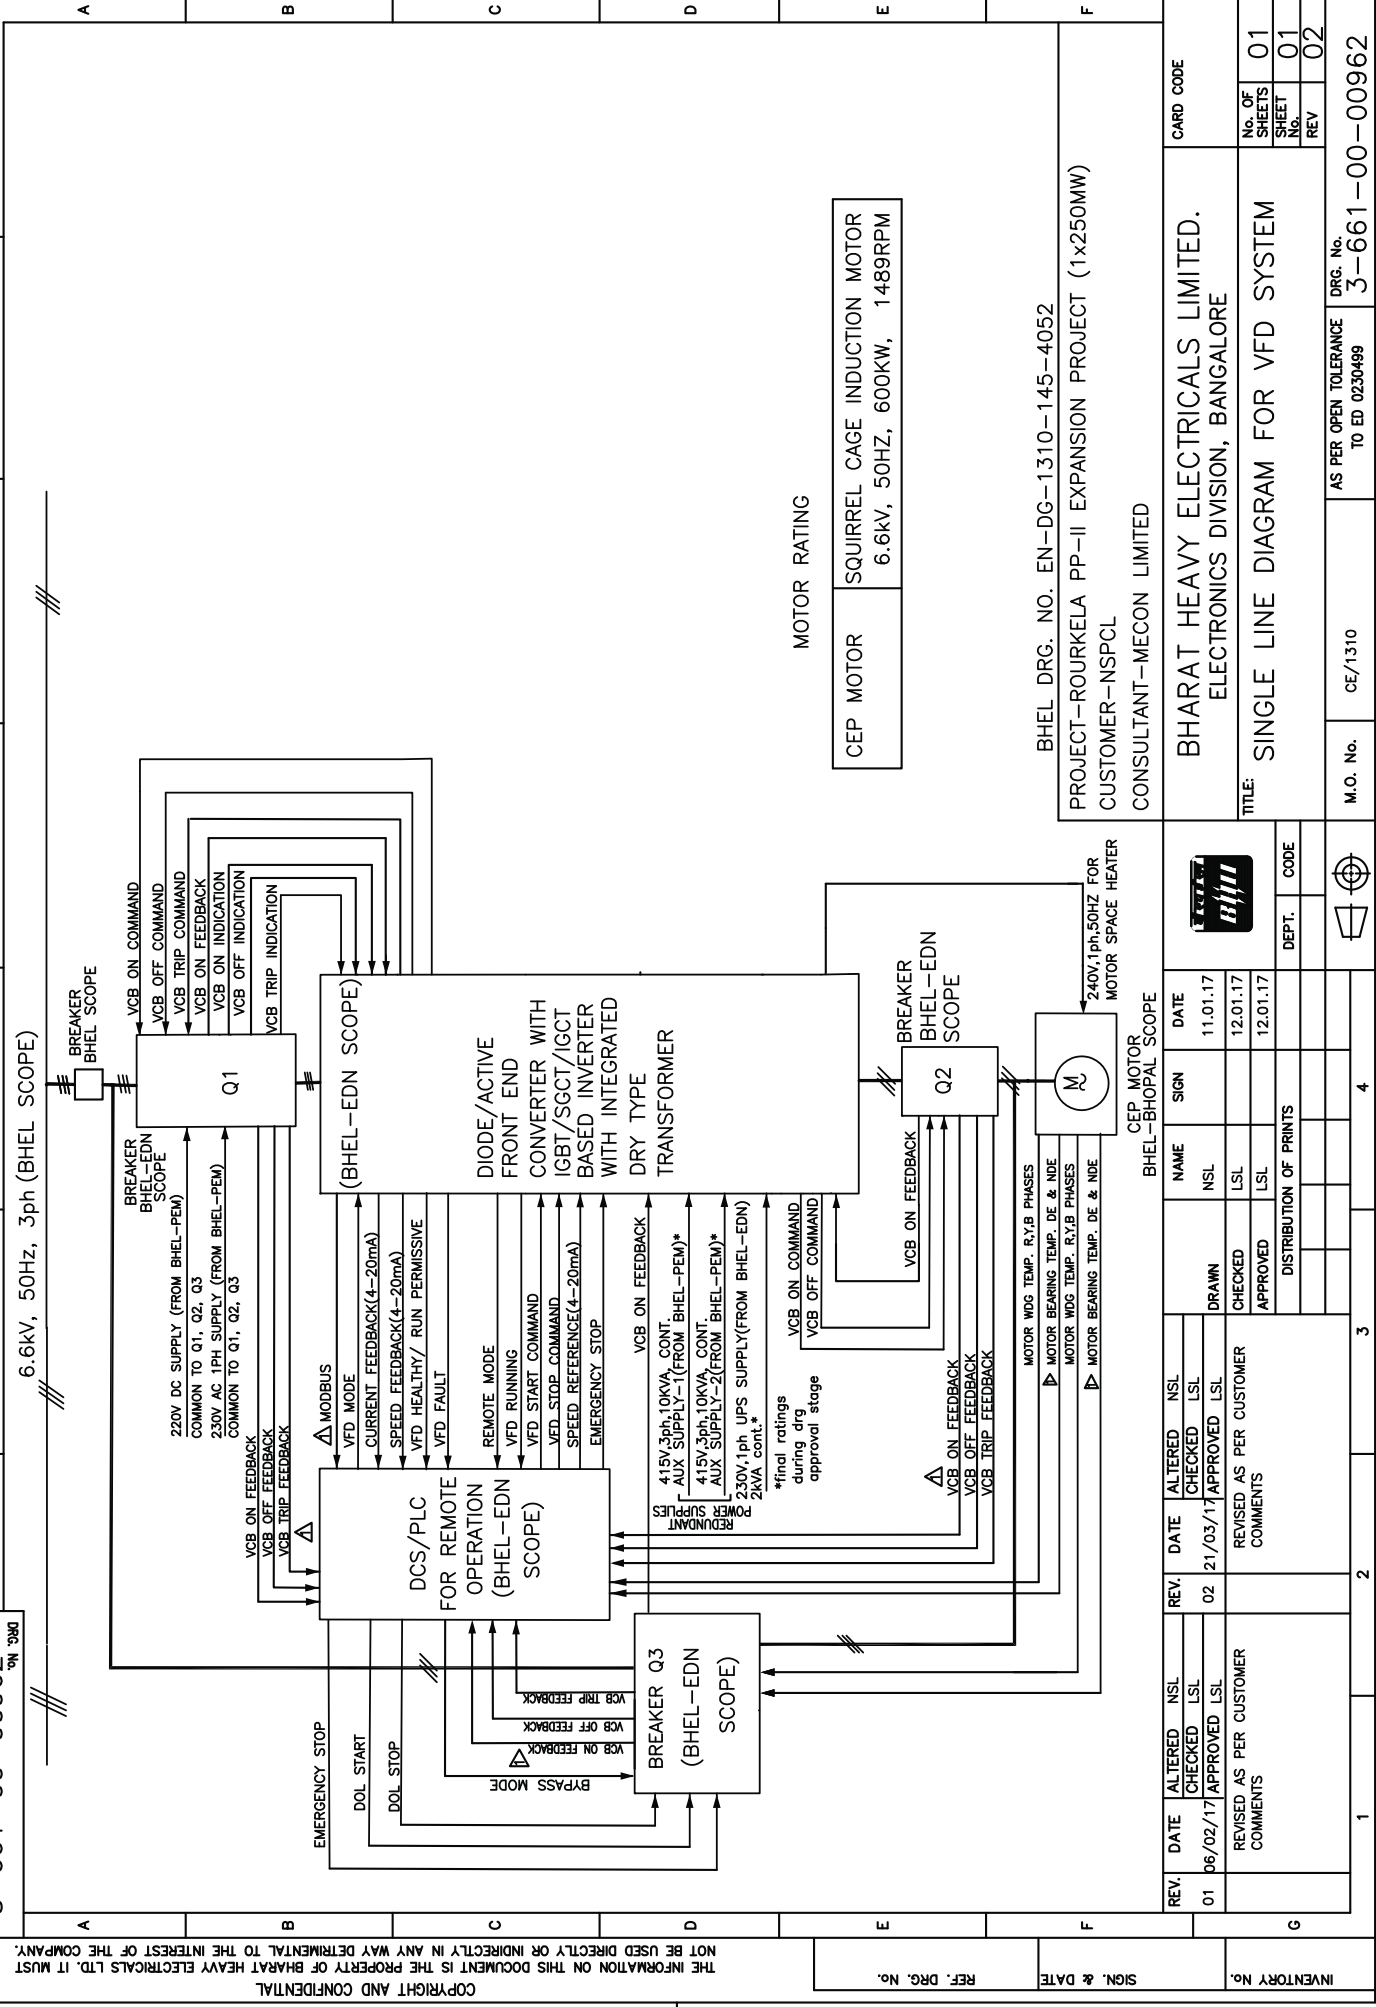 COPYRIGHT AND CONFIDENTIAL
THE INFORMATION ON THIS DOCUMENT IS THE PROPERTY OF BHARAT HEAVY ELECTRICALS LTD. IT MUST
NOT BE USED DIRECTLY OR INDIRECTLY IN ANY WAY DETRIMENTAL TO THE INTEREST OF THE COMPANY.
REF. DRG. No.
SIGN. & DATE
INVENTORY No.
DRG. No.
A
B
C
D
E
F
G
A
B
C
D
E
F
6.6kV, 50Hz, 3ph (BHEL SCOPE)
BREAKER
BHEL SCOPE
BREAKER
BHEL-EDN
SCOPE
Q1
220V DC SUPPLY (FROM BHEL-PEM)
COMMON TO Q1, Q2, Q3
230V AC 1PH SUPPLY (FROM BHEL-PEM)
COMMON TO Q1, Q2, Q3
VCB ON FEEDBACK
VCB OFF FEEDBACK
VCB TRIP FEEDBACK
1
VCB ON COMMAND
VCB OFF COMMAND
VCB TRIP COMMAND
VCB ON FEEDBACK
VCB ON INDICATION
VCB OFF INDICATION
VCB TRIP INDICATION
(BHEL-EDN SCOPE)
DIODE/ACTIVE
FRONT END
CONVERTER WITH
IGBT/SGCT/IGCT
BASED INVERTER
WITH INTEGRATED
DRY TYPE
TRANSFORMER
1 MODBUS
VFD MODE
CURRENT FEEDBACK(4-20mA)
SPEED FEEDBACK(4-20mA)
VFD HEALTHY/ RUN PERMISSIVE
VFD FAULT
REMOTE MODE
VFD RUNNING
VFD START COMMAND
VFD STOP COMMAND
SPEED REFERENCE(4-20mA)
EMERGENCY STOP
VCB ON FEEDBACK
DCS/PLC
FOR REMOTE
OPERATION
(BHEL-EDN
SCOPE)
REDUNDANT
POWER SUPPLIES
415V,3ph,10KVA, CONT.
AUX SUPPLY-1(FROM BHEL-PEM)*
415V,3ph,10KVA, CONT.
AUX SUPPLY-2(FROM BHEL-PEM)*
230V,1ph UPS SUPPLY(FROM BHEL-EDN)
2kVA cont.*
*final ratings
during drg
approval stage
VCB ON COMMAND
VCB OFF COMMAND
VCB ON FEEDBACK
BREAKER
BHEL-EDN
SCOPE
Q2
1
VCB ON FEEDBACK
VCB OFF FEEDBACK
VCB TRIP FEEDBACK
MOTOR WDG TEMP. R,Y,B PHASES
1 MOTOR BEARING TEMP. DE & NDE
MOTOR WDG TEMP. R,Y,B PHASES
1 MOTOR BEARING TEMP. DE & NDE
M
240V,1ph,50HZ FOR
MOTOR SPACE HEATER
CEP MOTOR
BHEL-BHOPAL SCOPE
EMERGENCY STOP
DOL START
DOL STOP
BYPASS MODE
1
VCB ON FEEDBACK
VCB OFF FEEDBACK
VCB TRIP FEEDBACK
BREAKER Q3
(BHEL-EDN
SCOPE)
MOTOR RATING
CEP MOTOR
SQUIRREL CAGE INDUCTION MOTOR
6.6kV, 50HZ, 600KW, 1489RPM
BHEL DRG. NO. EN-DG-1310-145-4052
PROJECT-ROURKELA PP-II EXPANSION PROJECT (1x250MW)
CUSTOMER-NSPCL
CONSULTANT-MECON LIMITED
REV. DATE ALTERED NSL
CHECKED LSL
01 06/02/17 APPROVED LSL
REVISED AS PER CUSTOMER
COMMENTS
REV. DATE ALTERED NSL
CHECKED LSL
02 21/03/17 APPROVED LSL
REVISED AS PER CUSTOMER
COMMENTS
NAME SIGN DATE
DRAWN NSL 11.01.17
CHECKED LSL 12.01.17
APPROVED LSL 12.01.17
DISTRIBUTION OF PRINTS
DEPT. CODE
BHARAT HEAVY ELECTRICALS LIMITED.
ELECTRONICS DIVISION, BANGALORE
TITLE:
SINGLE LINE DIAGRAM FOR VFD SYSTEM
CARD CODE
No. OF
SHEETS 01
SHEET
No. 01
REV 02
M.O. No. CE/1310
AS PER OPEN TOLERANCE
TO ED 0230499
DRG. No.
3-661-00-00962
1
2
3
4